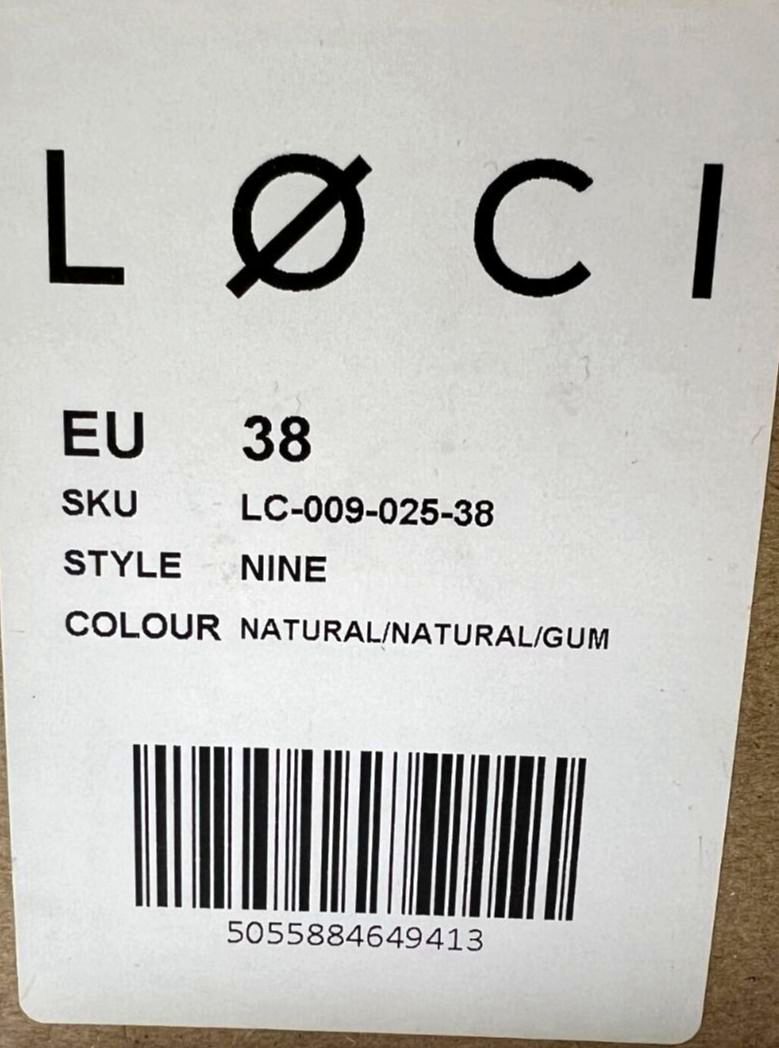 LØCI
EU 38
SKU LC-009-025-38
STYLE NINE
COLOUR NATURAL/NATURAL/GUM
5055884649413